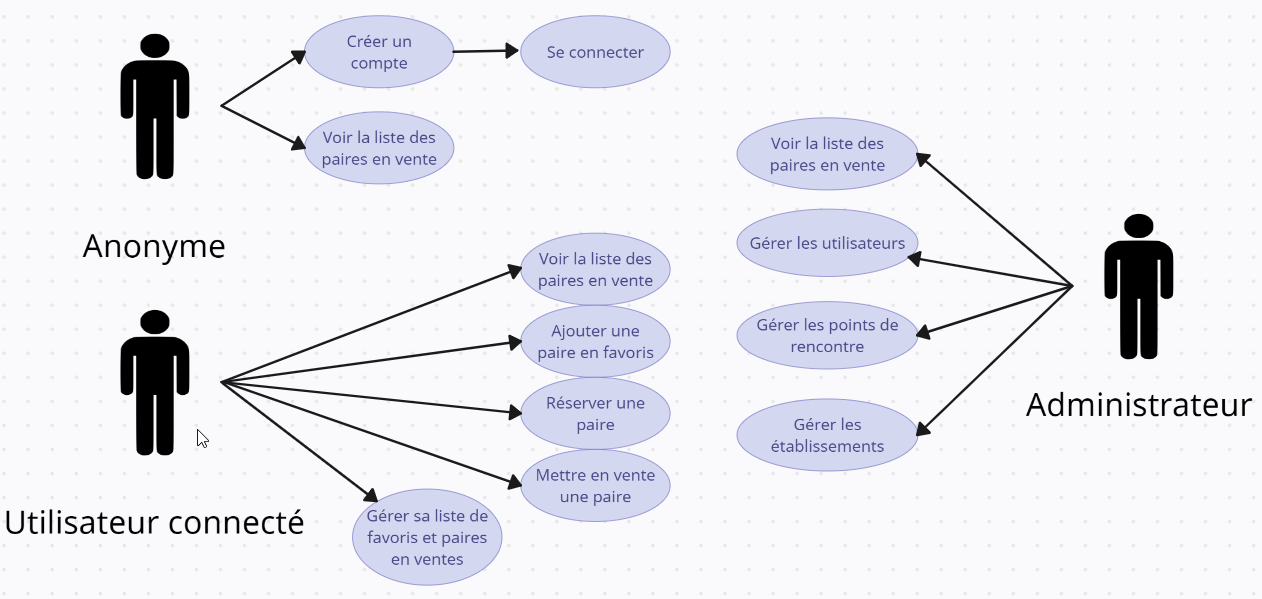 Créer un
compte
Se connecter
Voir la liste des
paires en vente
Anonyme
Voir la liste des
paires en vente
Ajouter une
paire en favoris
Réserver une
paire
Mettre en vente
une paire
Gérer sa liste de
favoris et paires
en ventes
Utilisateur connecté
Voir la liste des
paires en vente
Gérer les utilisateurs
Gérer les points de
rencontre
Gérer les
établissements
Administrateur